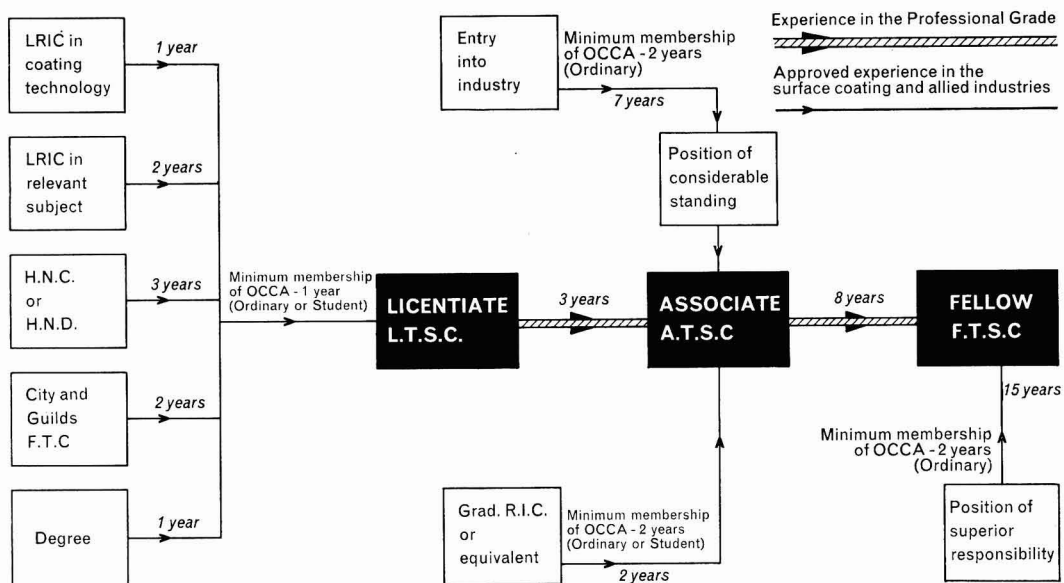 LRIC in
coating
technology
1 year
LRIC in
relevant
subject
2 years
H.N.C.
or
H.N.D.
3 years
City and
Guilds
F.T.C
2 years
Degree
1 year
Minimum membership
of OCCA - 1 year
(Ordinary or Student)
LICENTIATE
L.T.S.C.
3 years
Entry
into
industry
Minimum membership
of OCCA - 2 years
(Ordinary)
7 years
Position of
considerable
standing
ASSOCIATE
A.T.S.C
Grad. R.I.C.
or
equivalent
Minimum membership
of OCCA - 2 years
(Ordinary or Student)
2 years
8 years
FELLOW
F.T.S.C
15 years
Minimum membership
of OCCA - 2 years
(Ordinary)
Position of
superior
responsibility
Experience in the Professional Grade
Approved experience in the
surface coating and allied industries